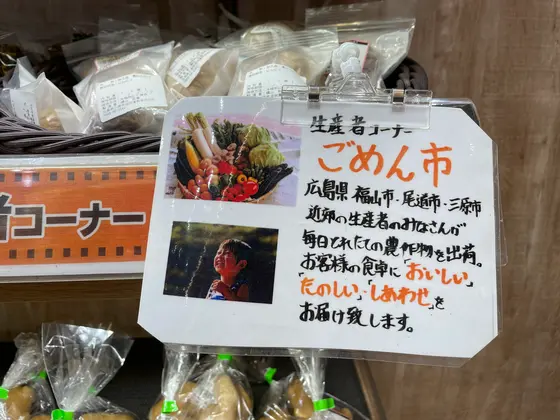 生産者コーナー
ごめん市
広島県 福山市・尾道市・三原市
近郊の生産者のみなさんが
毎日とれたての農作物を出荷。
お客様の食卓に「おいしい」
「たのしい」「しあわせ」を
お届け致します。
者コーナー